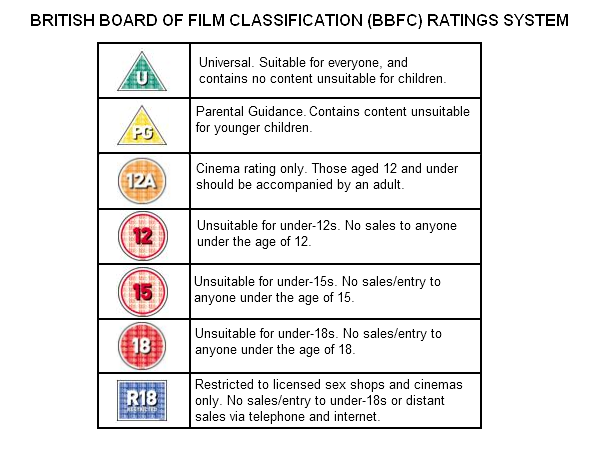 BRITISH BOARD OF FILM CLASSIFICATION (BBFC) RATINGS SYSTEM
U
Universal. Suitable for everyone, and
contains no content unsuitable for children.
PG
Parental Guidance. Contains content unsuitable
for younger children.
12A
Cinema rating only. Those aged 12 and under
should be accompanied by an adult.
12
Unsuitable for under-12s. No sales to anyone
under the age of 12.
15
Unsuitable for under-15s. No sales/entry to
anyone under the age of 15.
18
Unsuitable for under-18s. No sales/entry to
anyone under the age of 18.
R18
RESTRICTED
Restricted to licensed sex shops and cinemas
only. No sales/entry to under-18s or distant
sales via telephone and internet.